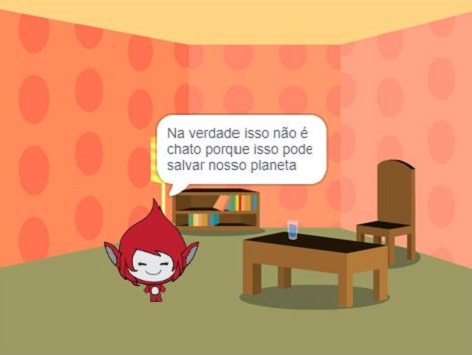 Na verdade isso não é
chato porque isso pode
salvar nosso planeta